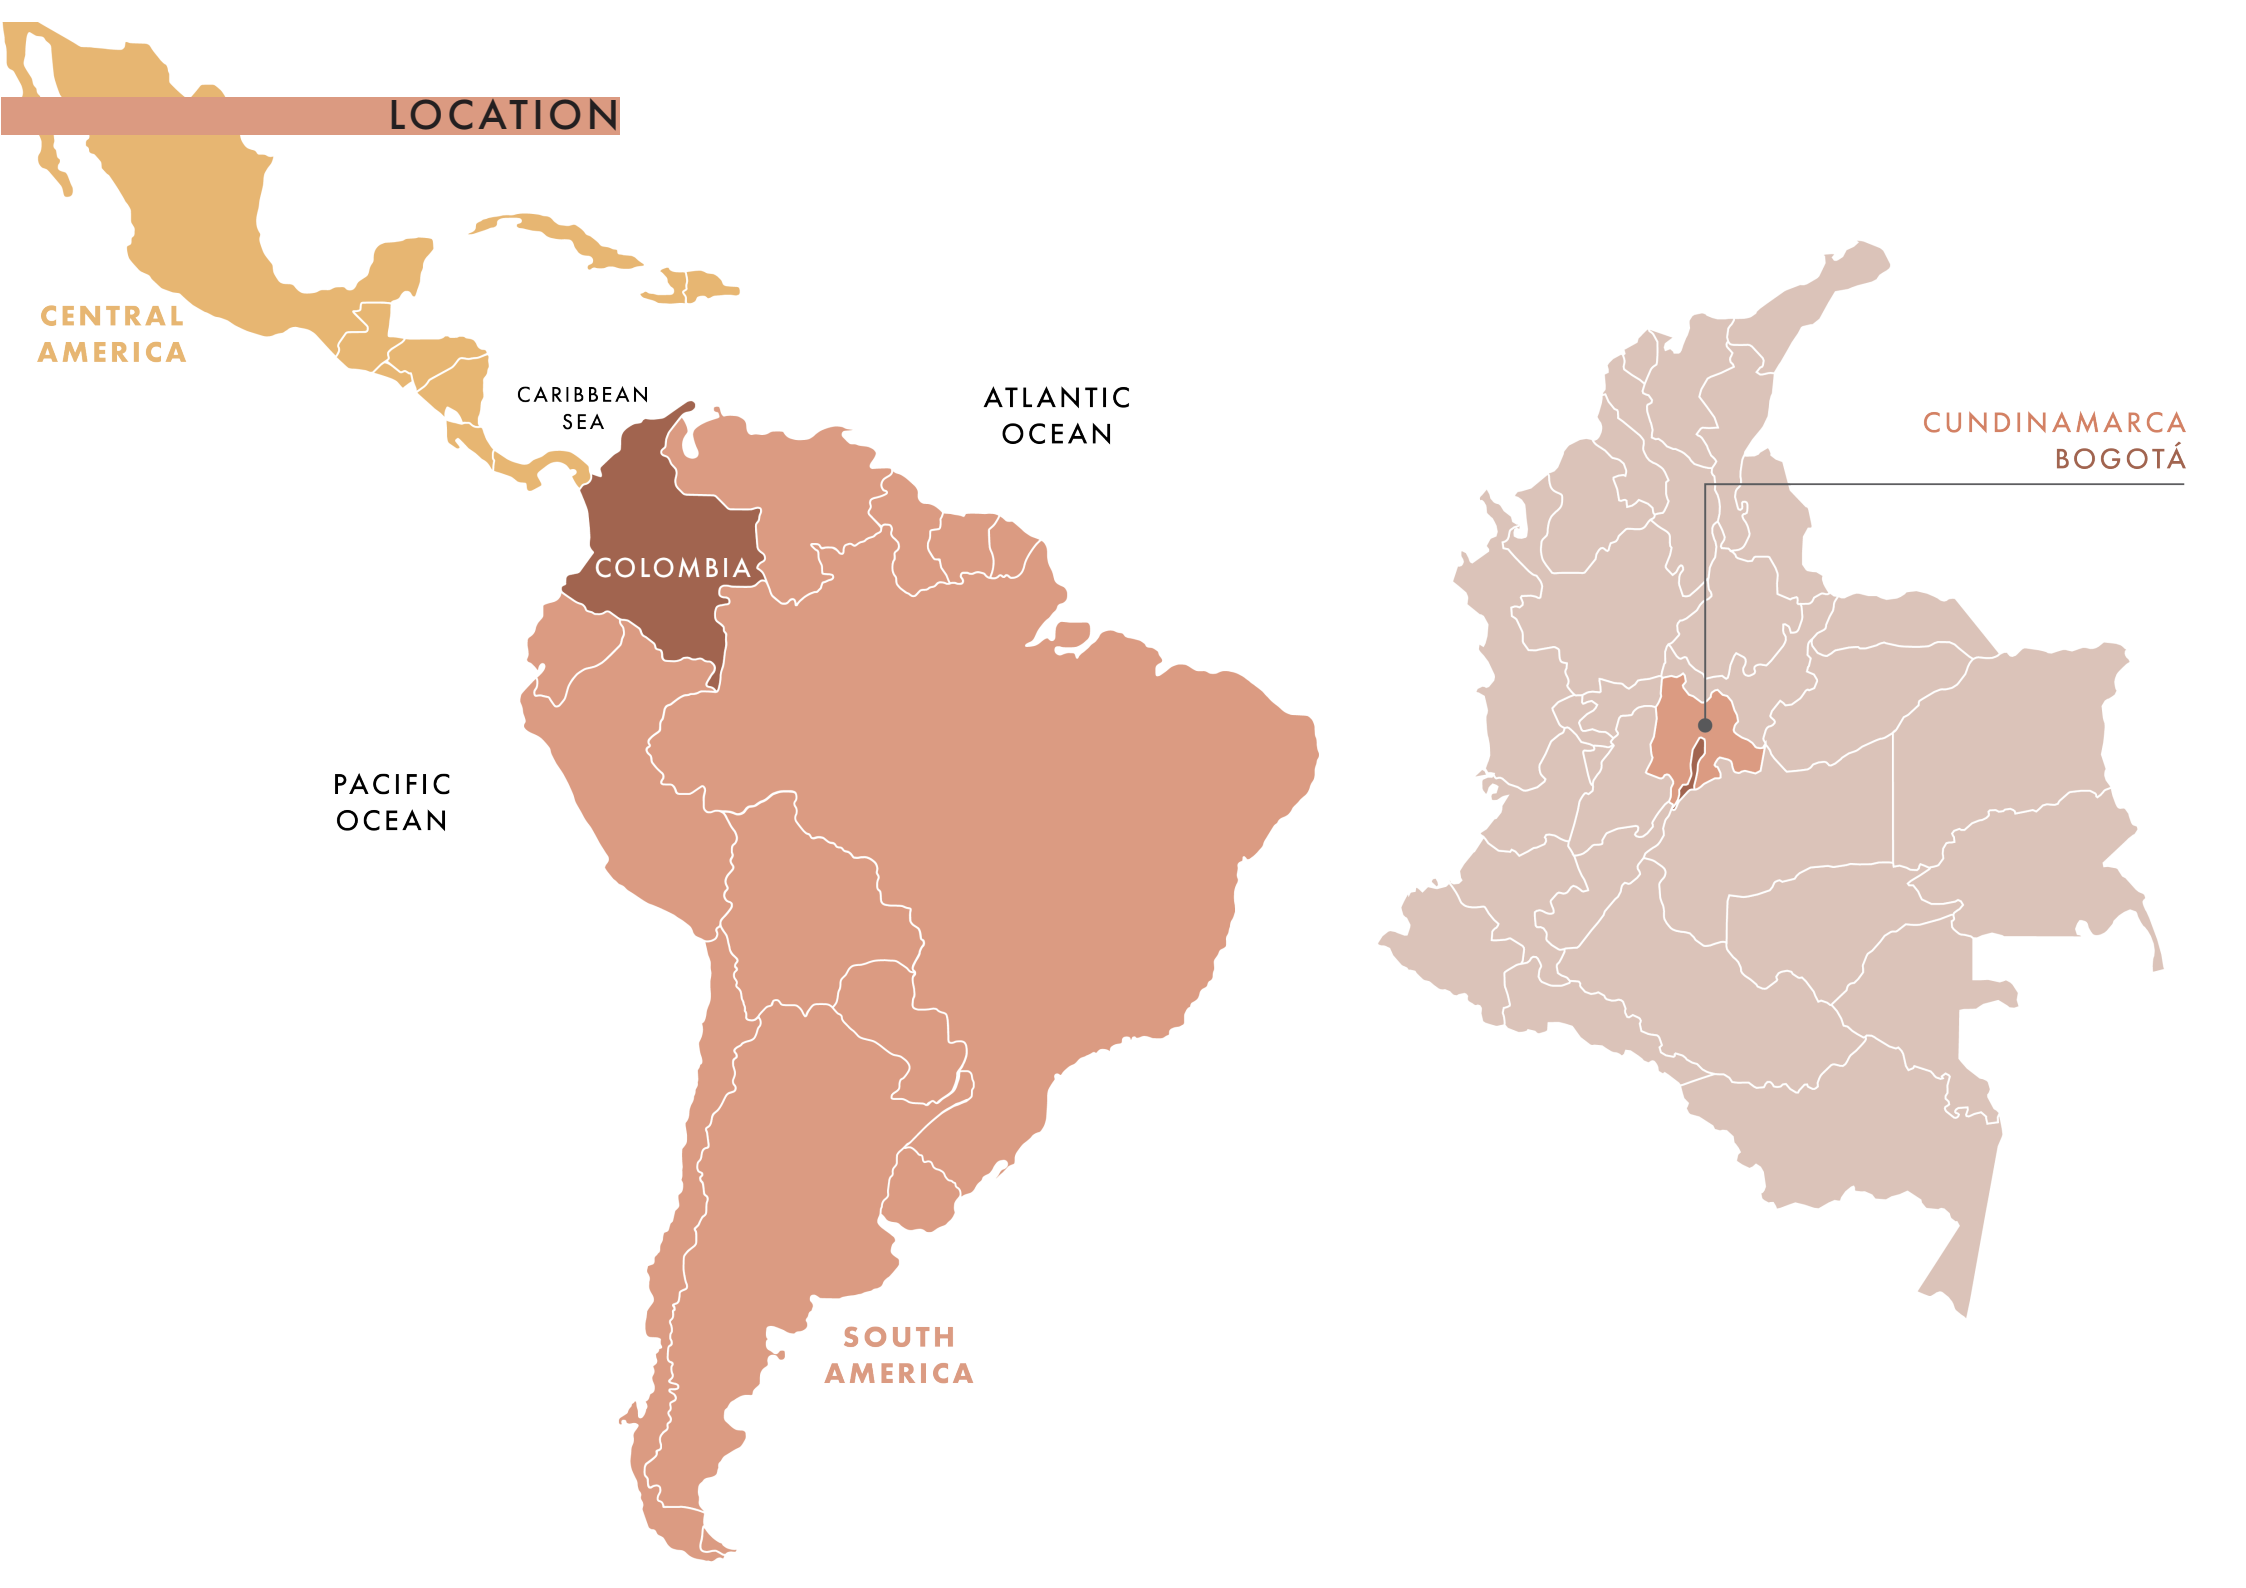 LOCATION
CENTRAL
AMERICA
CARIBBEAN
SEA
ATLANTIC
OCEAN
COLOMBIA
PACIFIC
OCEAN
SOUTH
AMERICA
CUNDINAMARCA
BOGOTÁ